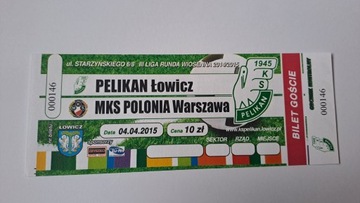 ul. STARZYŃSKIEGO 6/8 III LIGA RUNDA WIOSENNA 2014/2015
1945
KS
PELIKAN
PELIKAN Łowicz
MKS POLONIA Warszawa
Data 04.04.2015 Cena 10 zł
www.kspelikan.lowicz.pl
SEKTOR RZĄD MIEJSCE
ŁOWICZ
000146
BILET GOŚCIE
000146